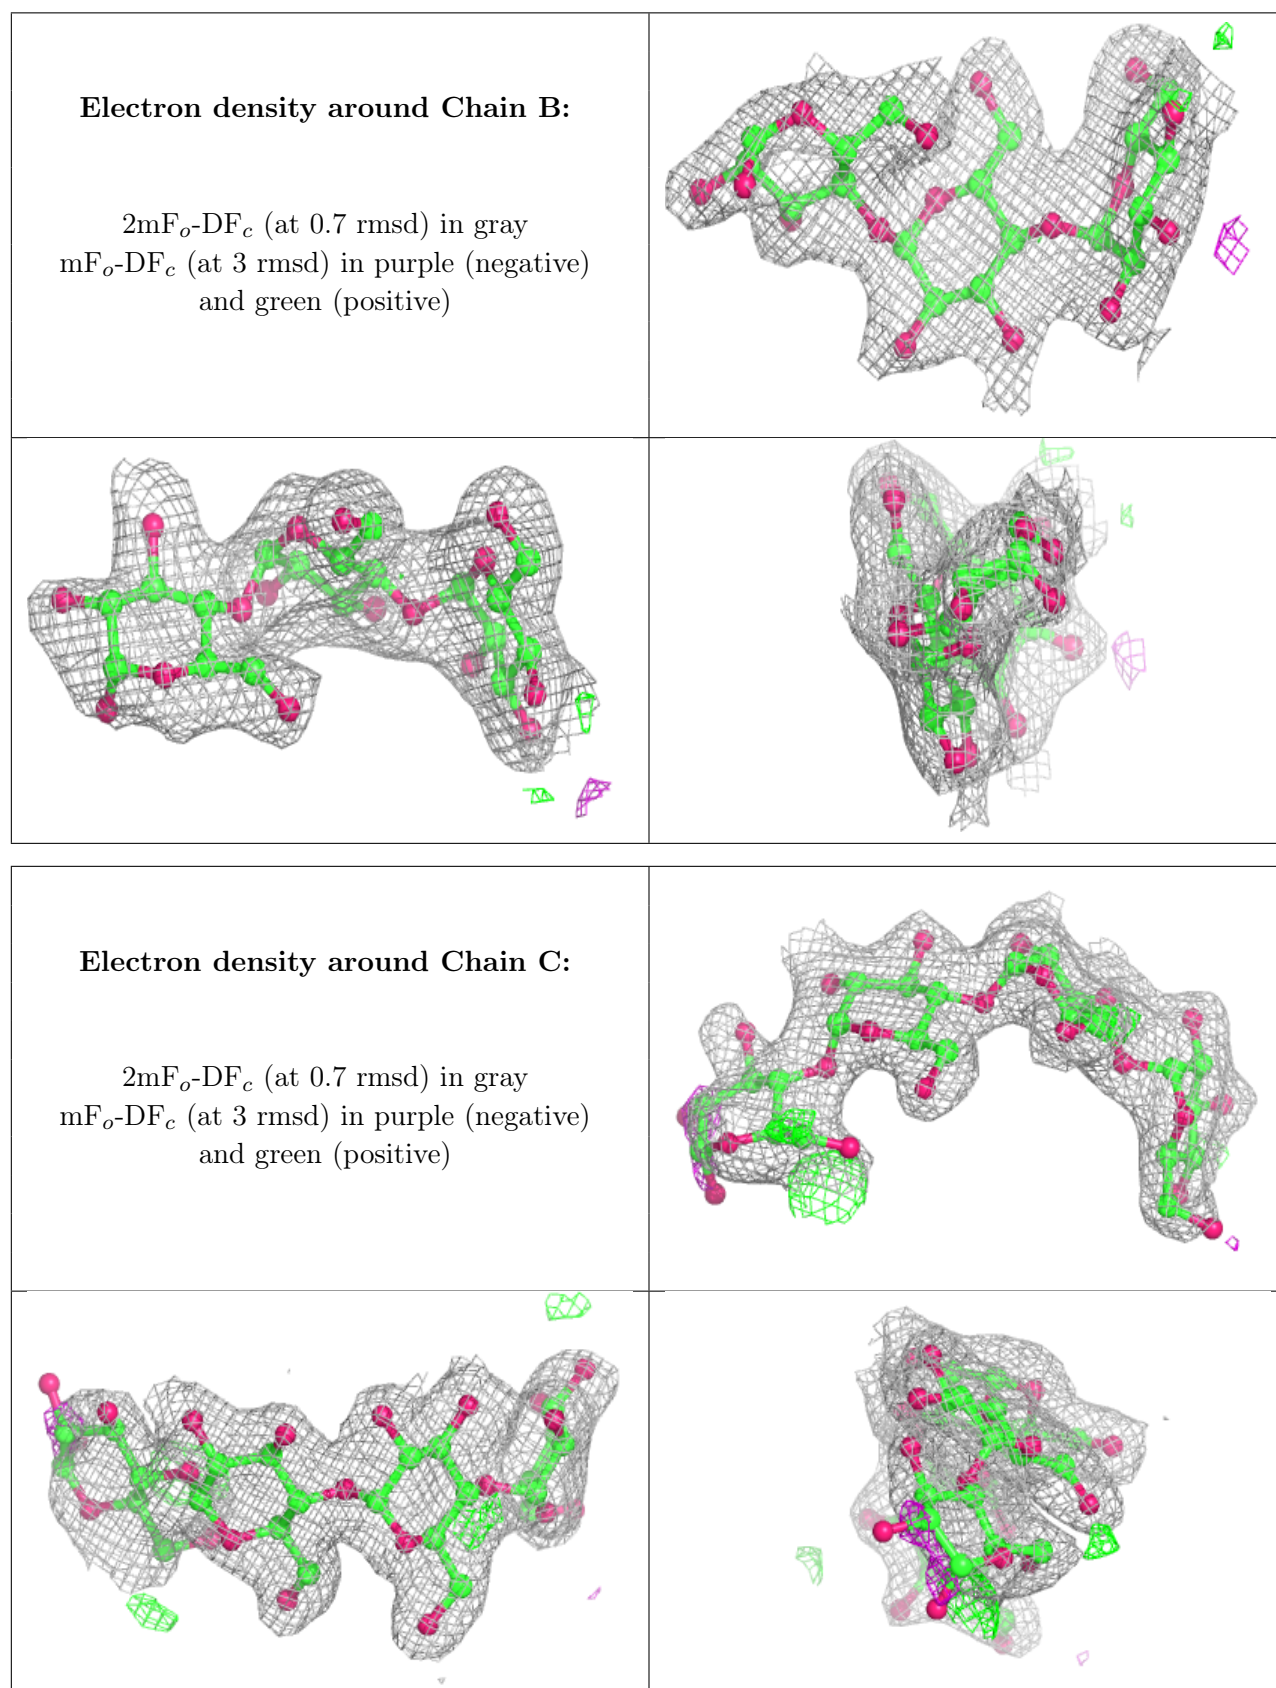 Electron density around Chain B:
2mFₒ-DF𝒸 (at 0.7 rmsd) in gray
mFₒ-DF𝒸 (at 3 rmsd) in purple (negative)
and green (positive)
Electron density around Chain C:
2mFₒ-DF𝒸 (at 0.7 rmsd) in gray
mFₒ-DF𝒸 (at 3 rmsd) in purple (negative)
and green (positive)